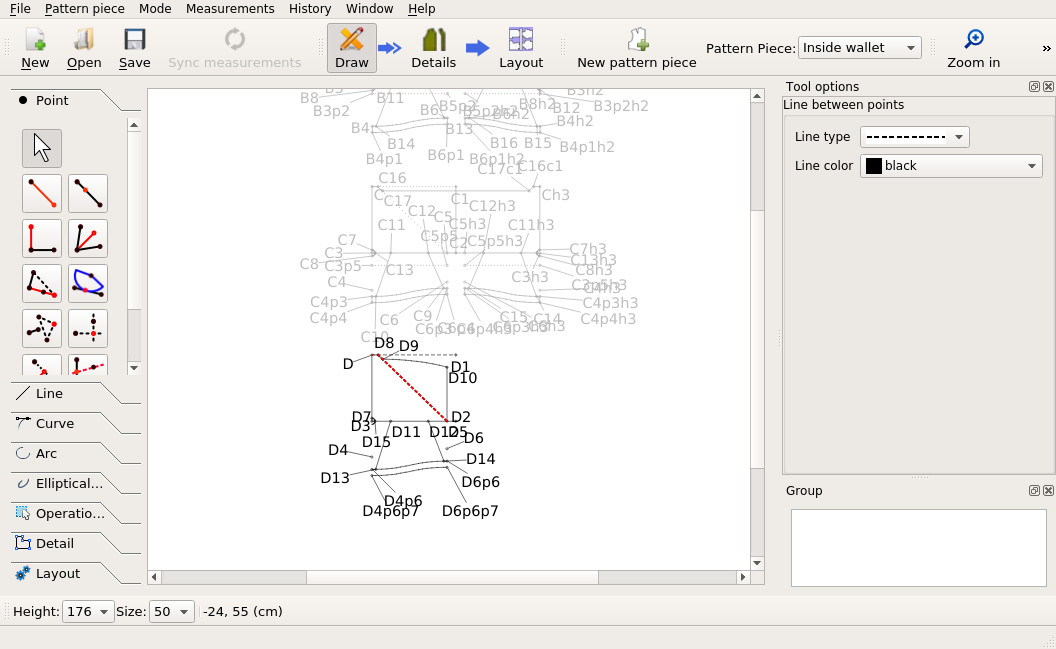 File Pattern piece Mode Measurements History Window Help
New Open Save Sync measurements Draw Details Layout New pattern piece Pattern Piece: Inside wallet Zoom in »
Point
Line
Curve
Arc
Elliptical...
Operatio...
Detail
Layout
B8 B11 B3h2
B3p2 B6 B5p2 B8h2 B12 B3p2h2
B4 B13 B6h2 B4h2
B14 B16 B15 B4p1h2
B4p1 B6p1 B6p1h2
C17c1 C16c1
C16
C C17 C1 Ch3
C12 C12h3
C11 C5 C5h3 C11h3
C7 C5p5 C2 C5p5h3 C7h3
C3 C13h3
C8 C3p5 C13 C8h3
C4 C3h3 C4h3
C4p3 C4p3h3
C4p4 C6 C9 C15 C14 C4p4h3
C10 C6p3 C6p4h3
D8 D9
D D1
D10
D7 D2
D3 D11 D12 D5
D15 D6
D4 D14
D13 D6p6
D4p6
D4p6p7 D6p6p7
Tool options
Line between points
Line type
Line color black
Group
Height: 176 Size: 50 -24, 55 (cm)